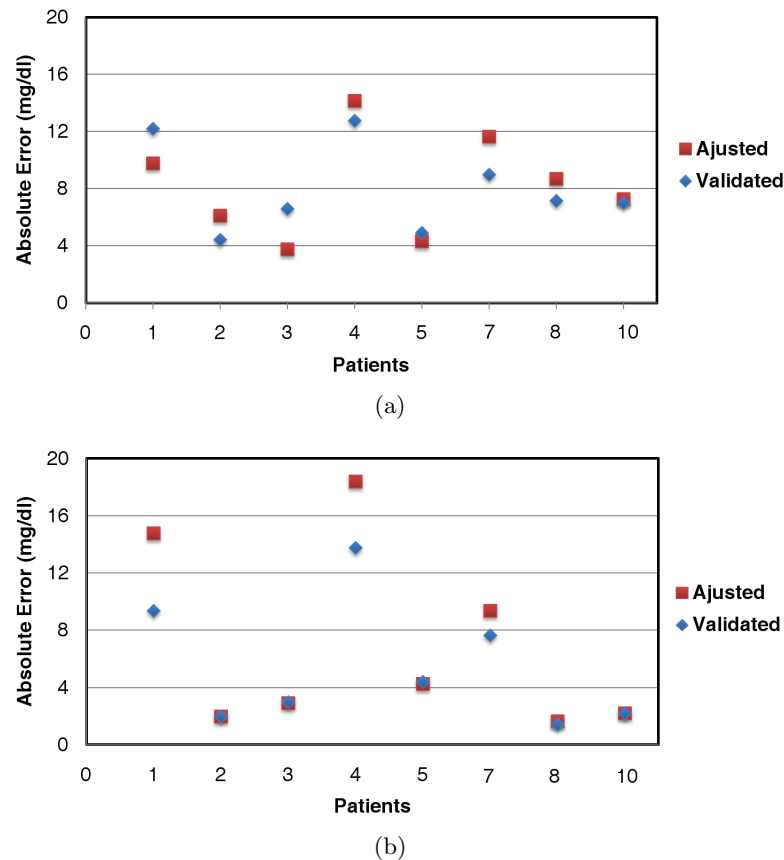 20
16
12
8
4
0
Absolute Error (mg/dl)
0 1 2 3 4 5 7 8 10
Patients
Ajusted
Validated
(a)
20
16
12
8
4
0
Absolute Error (mg/dl)
0 1 2 3 4 5 7 8 10
Patients
Ajusted
Validated
(b)